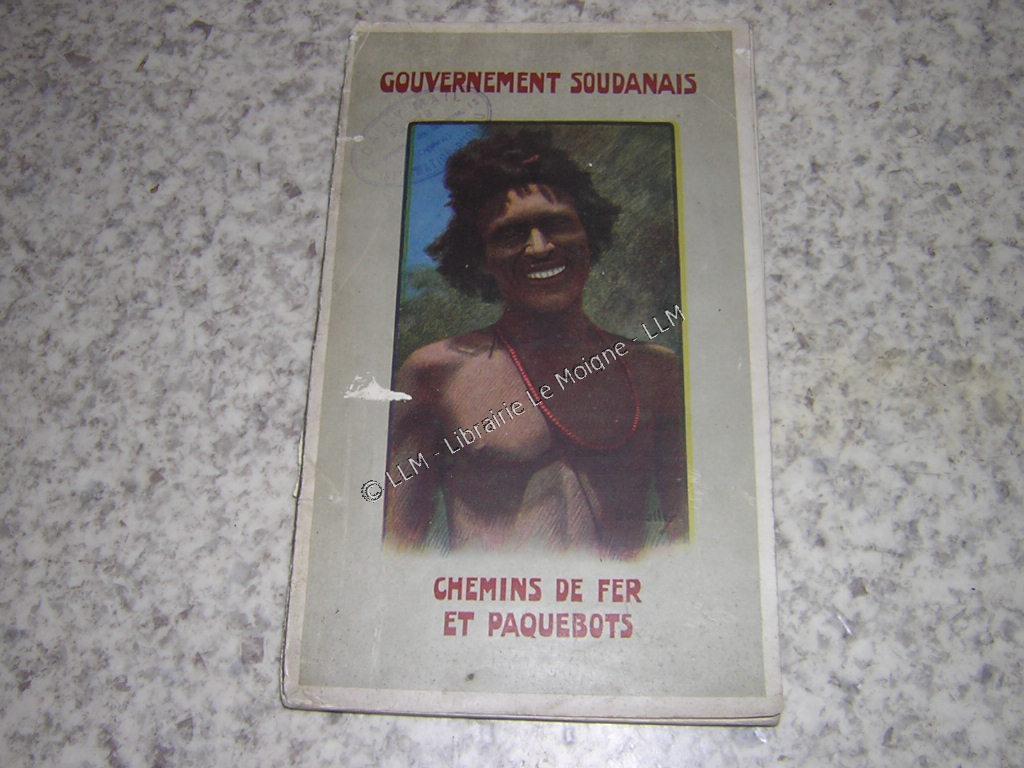 GOUVERNEMENT SOUDANAIS
© LLM - Librairie Le Moigne - LLM
CHEMINS DE FER
ET PAQUEBOTS